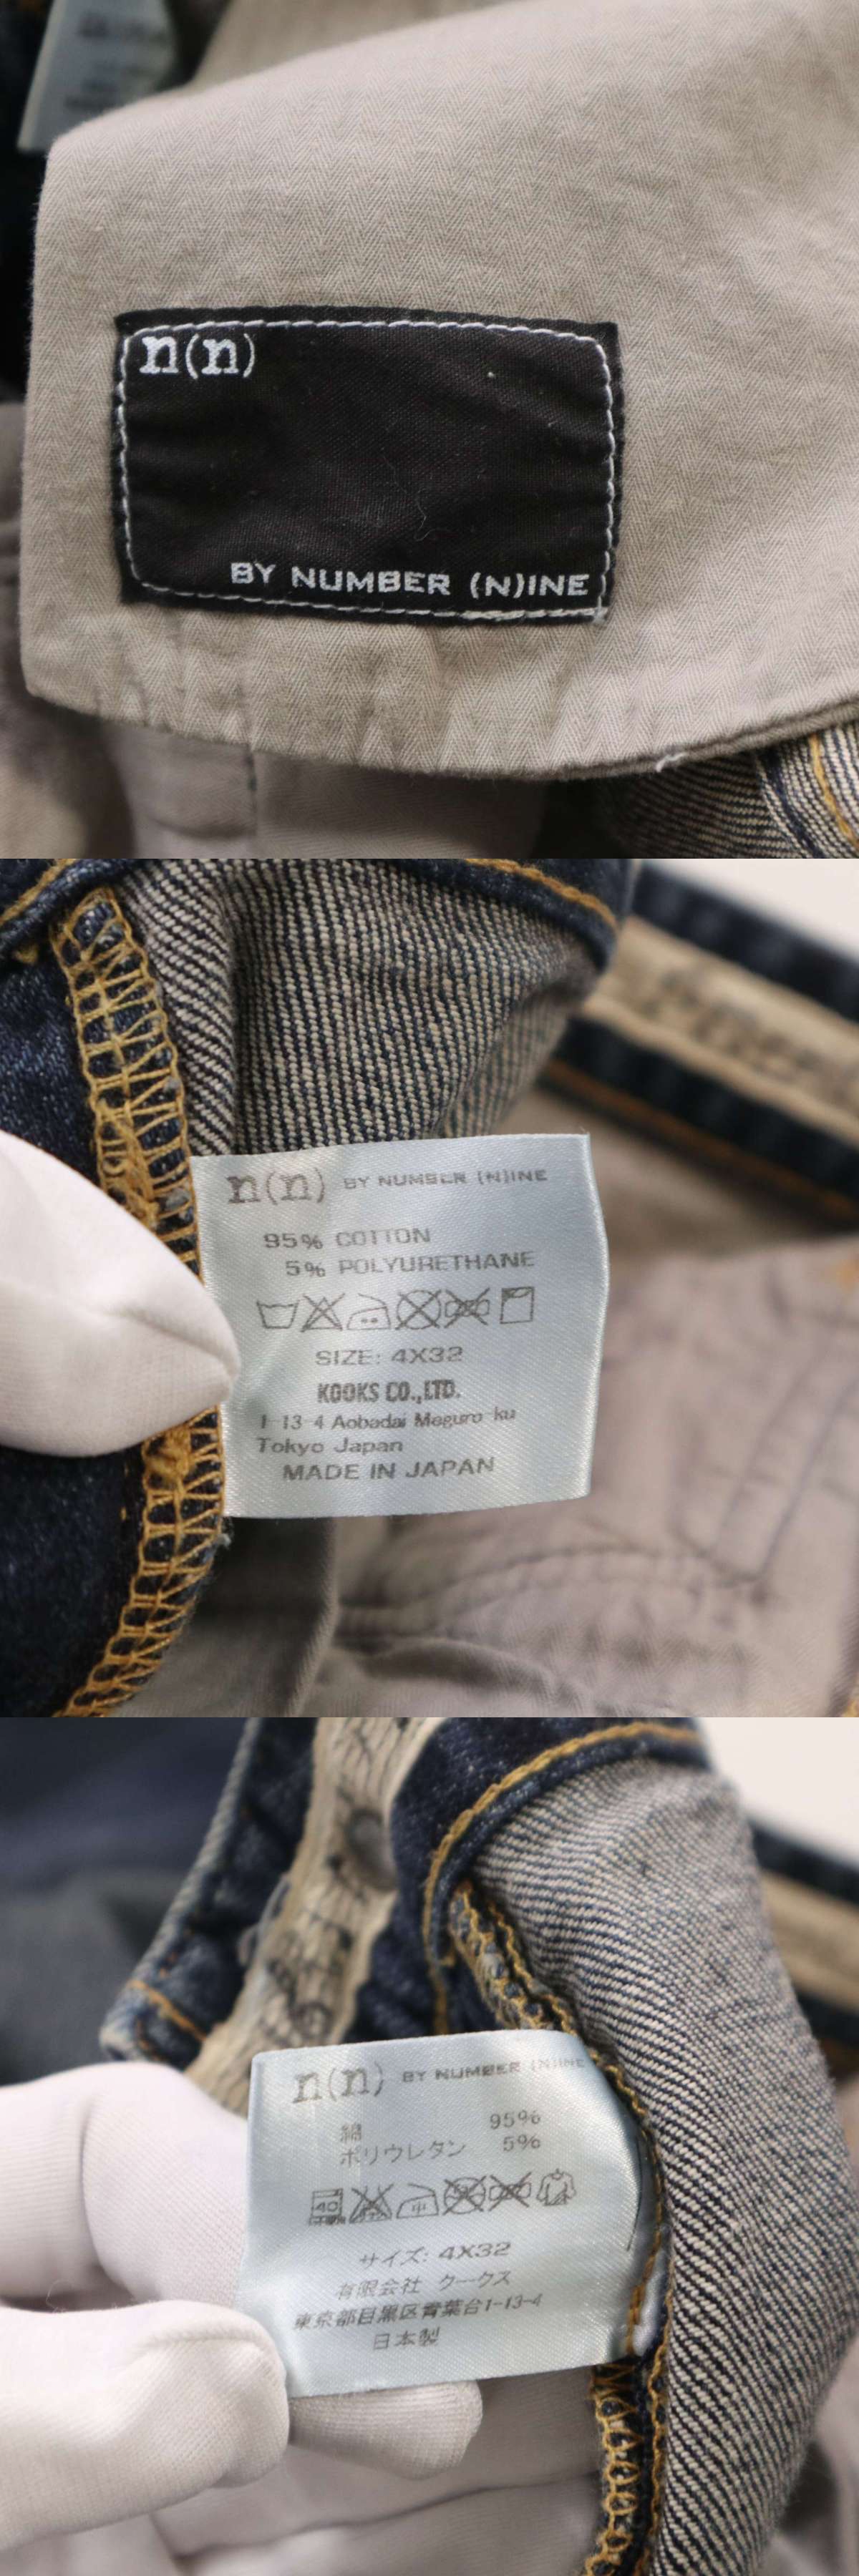 n(n)
BY NUMBER (N)INE
n(n) BY NUMBER (N)INE
95% COTTON
5% POLYURETHANE
SIZE: 4X32
KOOKS CO.,LTD.
1-13-4 Aobadai Meguro-ku
Tokyo Japan
MADE IN JAPAN
n(n) BY NUMBER (N)INE
綿 95%
ポリウレタン 5%
40
サイズ: 4X32
有限会社 クークス
東京都目黒区青葉台1-13-4
日本製